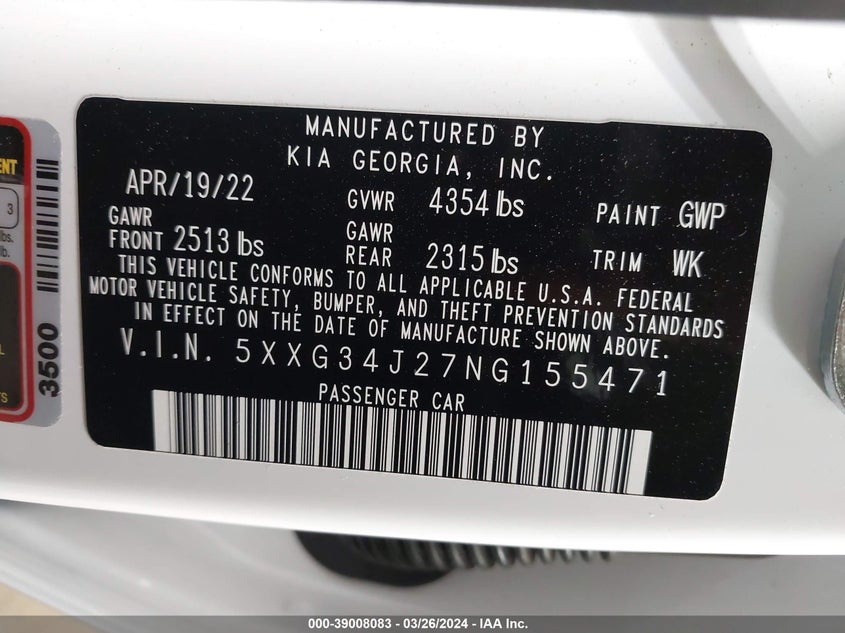 MANUFACTURED BY
KIA GEORGIA, INC.
APR/19/22 GVWR 4354 lbs PAINT GWP
GAWR FRONT 2513 lbs GAWR REAR 2315 lbs TRIM WK
THIS VEHICLE CONFORMS TO ALL APPLICABLE U.S.A. FEDERAL
MOTOR VEHICLE SAFETY, BUMPER, AND THEFT PREVENTION STANDARDS
IN EFFECT ON THE DATE OF MANUFACTURE SHOWN ABOVE.
V.I.N. 5XXG34J27NG155471
PASSENGER CAR
3
lbs.
lb.
3500
000-39008083 / 03/26/2024 - IAA Inc.